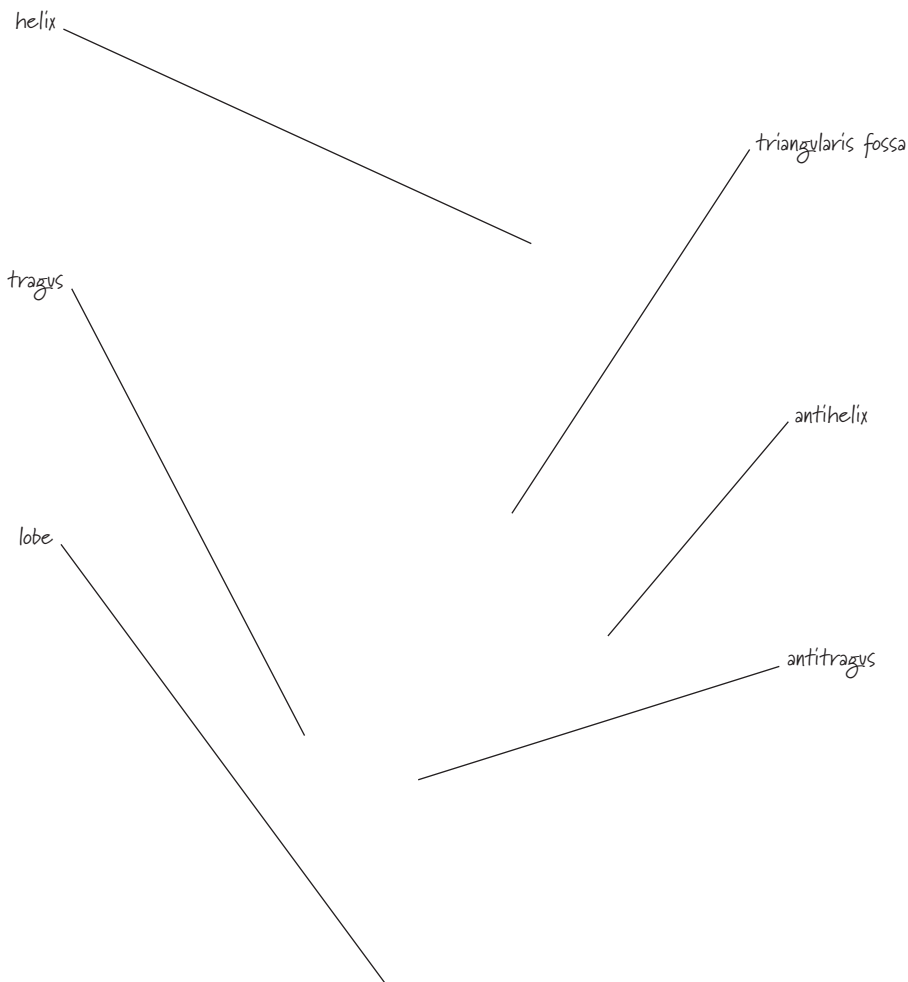 helix
triangularis fossa
tragus
antihelix
lobe
antitragus